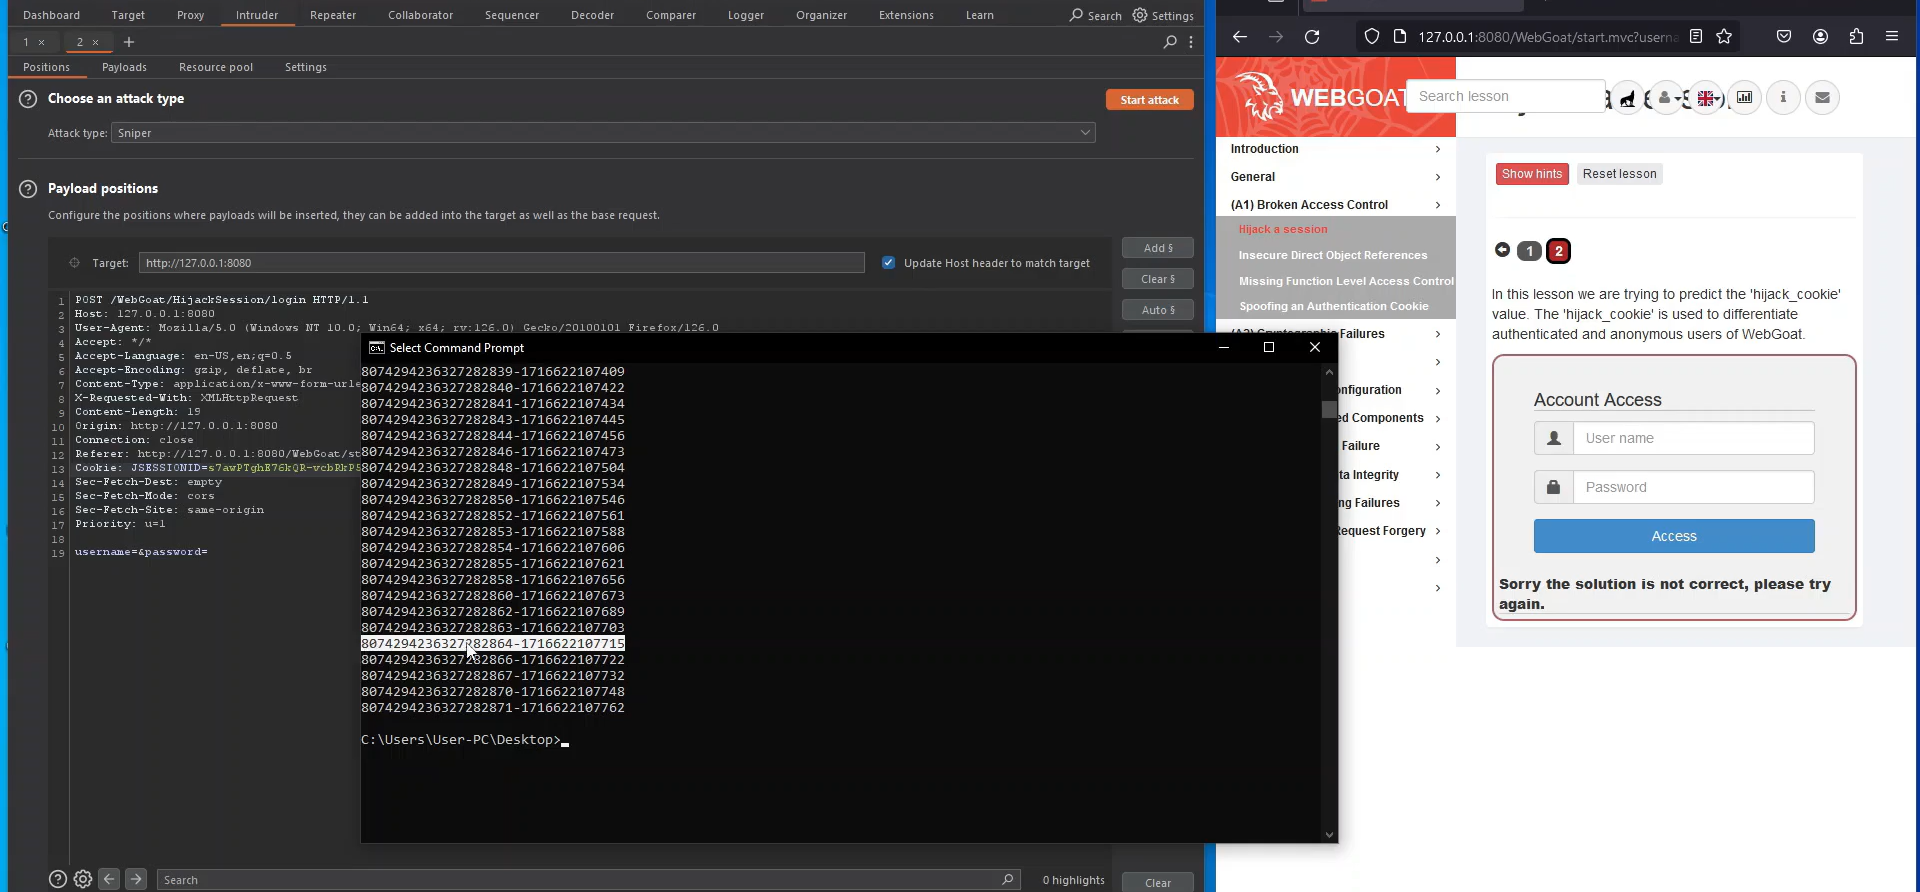 Dashboard Target Proxy Intruder Repeater Collaborator Sequencer Decoder Comparer Logger Organizer Extensions Learn Search Settings
1 × 2 × +
Positions Payloads Resource pool Settings
Choose an attack type
Start attack
Attack type: Sniper
Payload positions
Configure the positions where payloads will be inserted, they can be added into the target as well as the base request.
Target: http://127.0.0.1:8080
Update Host header to match target
Add §
Clear §
Auto §
1 POST /WebGoat/HijackSession/login HTTP/1.1
2 Host: 127.0.0.1:8080
3 User-Agent: Mozilla/5.0 (Windows NT 10.0; Win64; x64; rv:126.0) Gecko/20100101 Firefox/126.0
4 Accept: */*
5 Accept-Language: en-US,en;q=0.5
6 Accept-Encoding: gzip, deflate, br
7 Content-Type: application/x-www-form-urle
8 X-Requested-With: XMLHttpRequest
9 Content-Length: 19
10 Origin: http://127.0.0.1:8080
11 Connection: close
12 Referer: http://127.0.0.1:8080/WebGoat/st
13 Cookie: JSESSIONID=s7awPTghE76kQR-vcbRkP5
14 Sec-Fetch-Dest: empty
15 Sec-Fetch-Mode: cors
16 Sec-Fetch-Site: same-origin
17 Priority: u=1
18
19 username=&password=
Search
0 highlights
Clear
Select Command Prompt
8074294236327282839-1716622107409
8074294236327282840-1716622107422
8074294236327282841-1716622107434
8074294236327282843-1716622107445
8074294236327282844-1716622107456
8074294236327282846-1716622107473
8074294236327282848-1716622107504
8074294236327282849-1716622107534
8074294236327282850-1716622107546
8074294236327282852-1716622107561
8074294236327282853-1716622107588
8074294236327282854-1716622107606
8074294236327282855-1716622107621
8074294236327282858-1716622107656
8074294236327282860-1716622107673
8074294236327282862-1716622107689
8074294236327282863-1716622107703
8074294236327282864-1716622107715
8074294236327282866-1716622107722
8074294236327282867-1716622107732
8074294236327282870-1716622107748
8074294236327282871-1716622107762
C:\Users\User-PC\Desktop>
127.0.0.1:8080/WebGoat/start.mvc?userna
WEBGOAT
Search lesson
Introduction
General
(A1) Broken Access Control
Hijack a session
Insecure Direct Object References
Missing Function Level Access Control
Spoofing an Authentication Cookie
(A2) Cryptographic Failures
onfiguration
ed Components
Failure
ta Integrity
ng Failures
Request Forgery
Show hints Reset lesson
1 2
In this lesson we are trying to predict the 'hijack_cookie'
value. The 'hijack_cookie' is used to differentiate
authenticated and anonymous users of WebGoat.
Account Access
User name
Password
Access
Sorry the solution is not correct, please try
again.